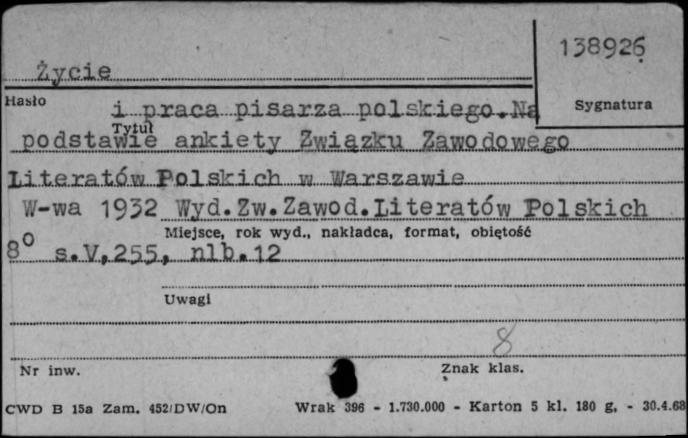 138926
Życie
Hasło
Sygnatura
i praca pisarza polskiego.Na
Tytuł
podstawie ankiety Związku Zawodowego
Literatów Polskich w Warszawie
W-wa 1932 Wyd.Zw.Zawod.Literatów Polskich
Miejsce, rok wyd., nakładca, format, obiętość
8° s.V,255, nlb.12
Uwagi
8
Nr inw.
Znak klas.
CWD B 15a Zam. 452/DW/On Wrak 396 - 1.730.000 - Karton 5 kl. 180 g. - 30.4.68